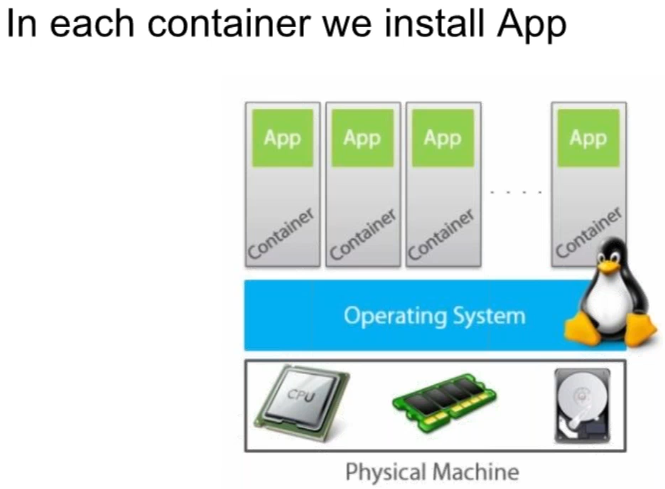 In each container we install App
App App App App
Container Container Container Container
Operating System
CPU
Physical Machine